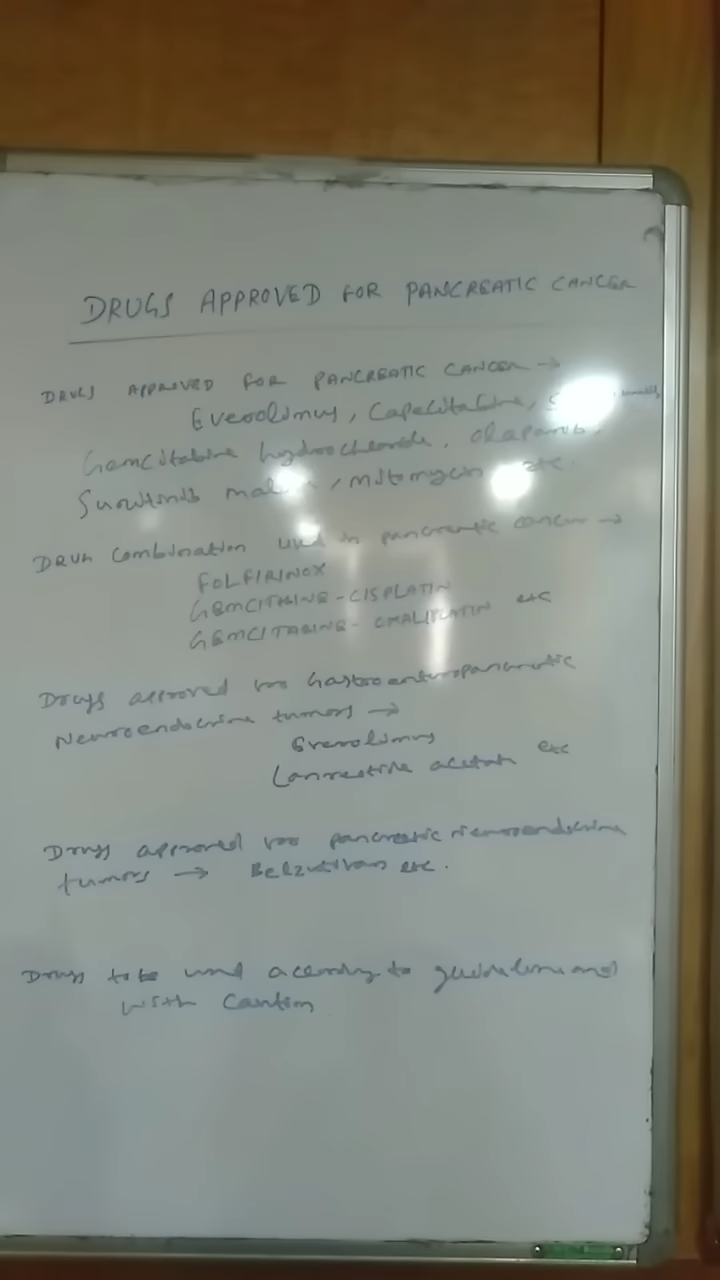 DRUGS APPROVED FOR PANCREATIC CANCER
DRUGS APPROVED FOR PANCREATIC CANCER →
Everolimus, Capecitabine,
Gemcitabine hydrochloride, olaparib,
Sunitinib, mitomycin etc.
DRUG Combination used in pancreatic cancer →
FOLFIRINOX
GEMCITABINE-CISPLATIN
GEMCITABINE- OXALIPLATIN etc
Drugs approved for Gastroenteropancreatic
Neuroendocrine tumors →
Everolimus
Lanreotide acetate etc
Drugs approved for pancreatic Neuroendocrine
tumors → Belzutifan etc.
Drugs to be used according to guidelines and
with Caution